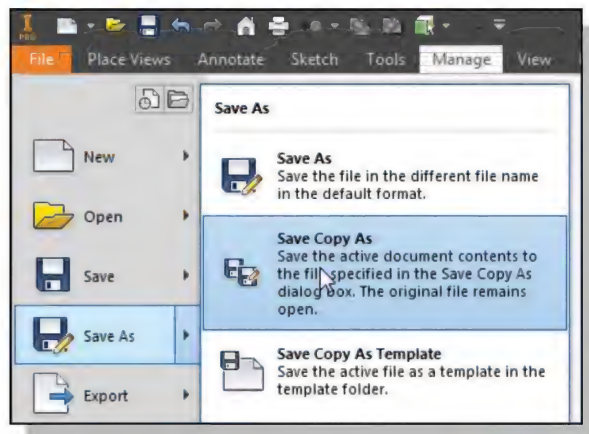 PRO
File Place Views Annotate Sketch Tools Manage View
Save As
New
Save As
Save the file in the different file name
in the default format.
Open
Save Copy As
Save the active document contents to
the file specified in the Save Copy As
dialog box. The original file remains
open.
Save
Save As
Save Copy As Template
Save the active file as a template in the
template folder.
Export